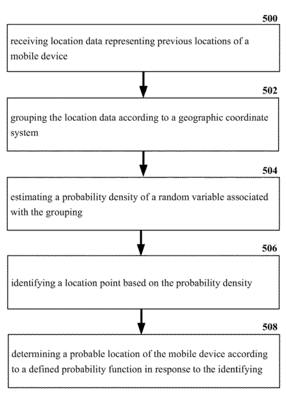 500
receiving location data representing previous locations of a
mobile device
502
grouping the location data according to a geographic coordinate
system
504
estimating a probability density of a random variable associated
with the grouping
506
identifying a location point based on the probability density
508
determining a probable location of the mobile device according
to a defined probability function in response to the identifying